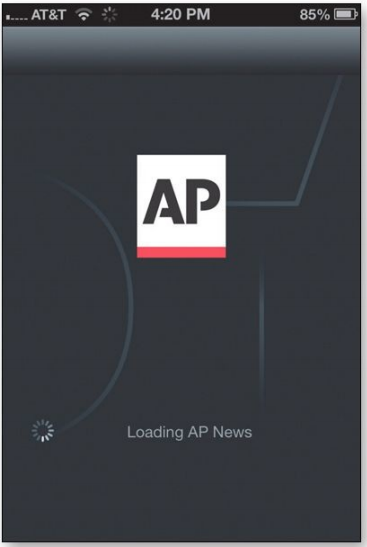 AT&T 4:20 PM 85%
AP
Loading AP News